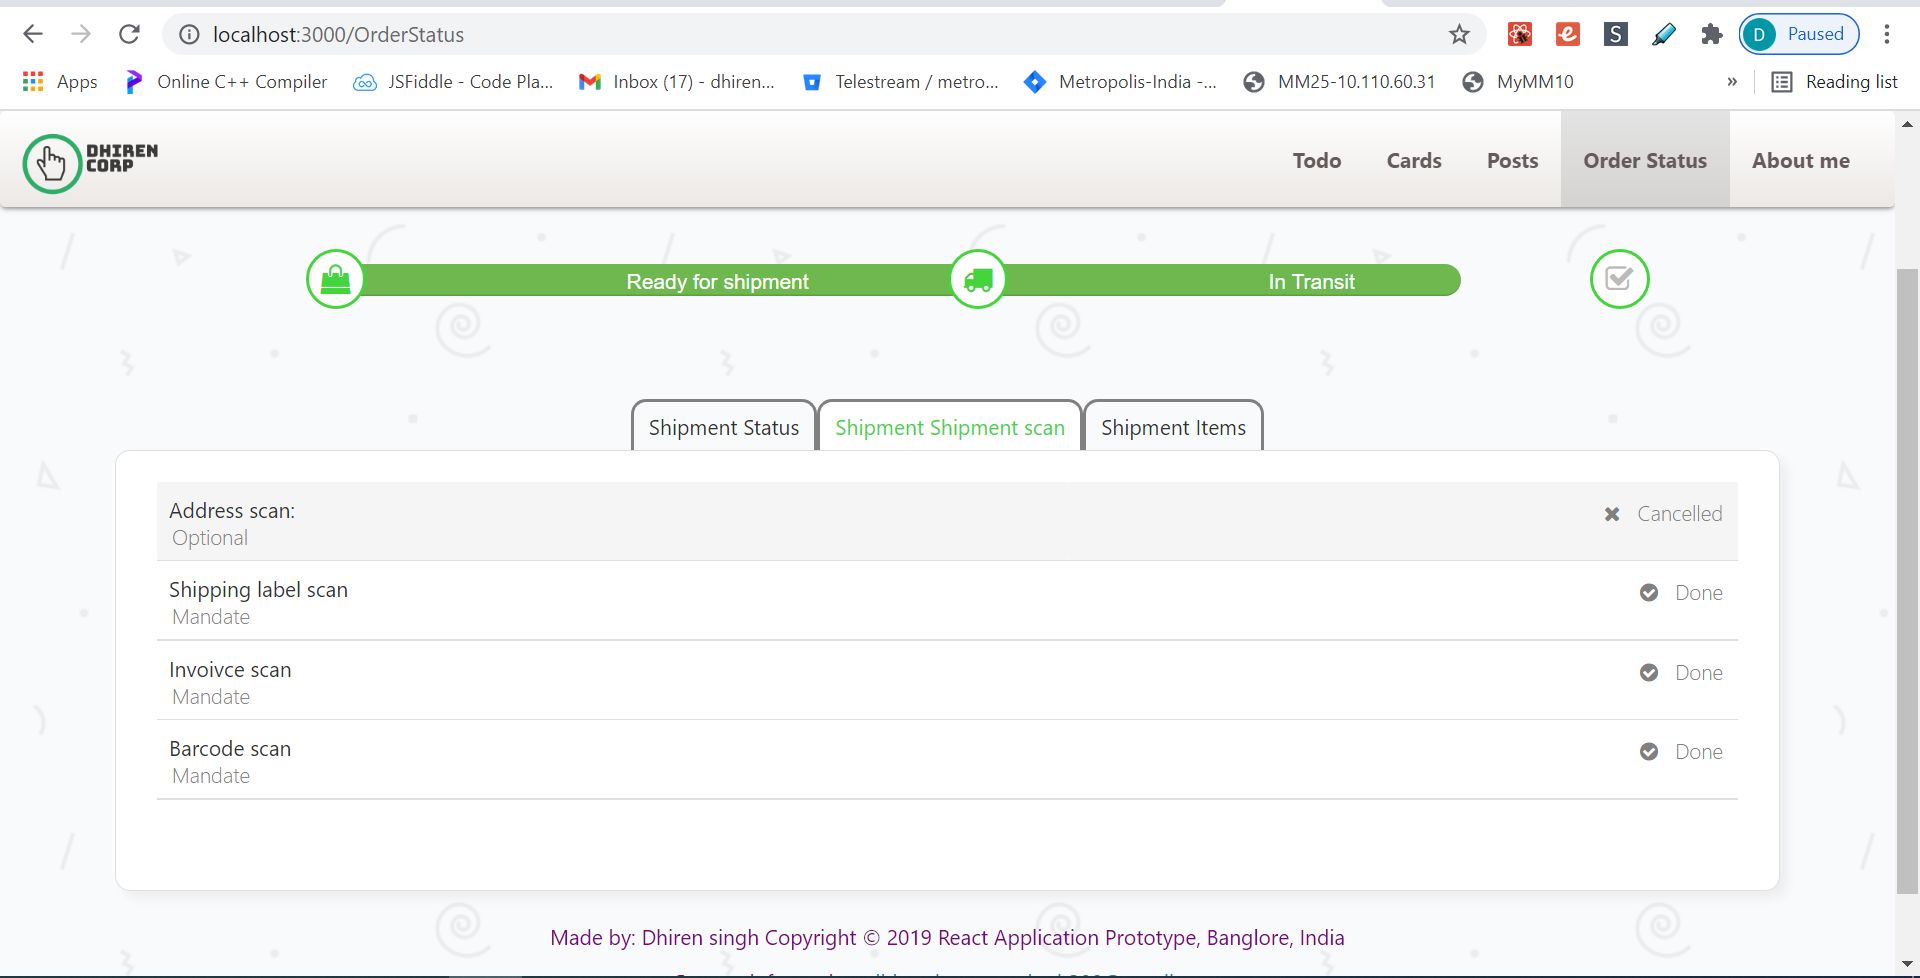 localhost:3000/OrderStatus
S
D Paused
Apps Online C++ Compiler JSFiddle - Code Pla... Inbox (17) - dhiren... Telestream / metro... Metropolis-India -... MM25-10.110.60.31 MyMM10 » Reading list
DHIREN
CORP
Todo Cards Posts Order Status About me
Ready for shipment In Transit
Shipment Status Shipment Shipment scan Shipment Items
Address scan: Cancelled
Optional
Shipping label scan Done
Mandate
Invoivce scan Done
Mandate
Barcode scan Done
Mandate
Made by: Dhiren singh Copyright © 2019 React Application Prototype, Banglore, India